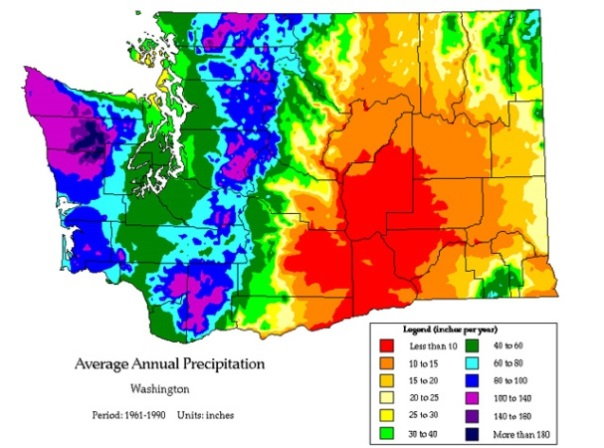 Average Annual Precipitation
Washington
Period: 1961-1990 Units: inches
Legend (inches per year)
Less than 10
10 to 15
15 to 20
20 to 25
25 to 30
30 to 40
40 to 60
60 to 80
80 to 100
100 to 140
140 to 180
More than 180